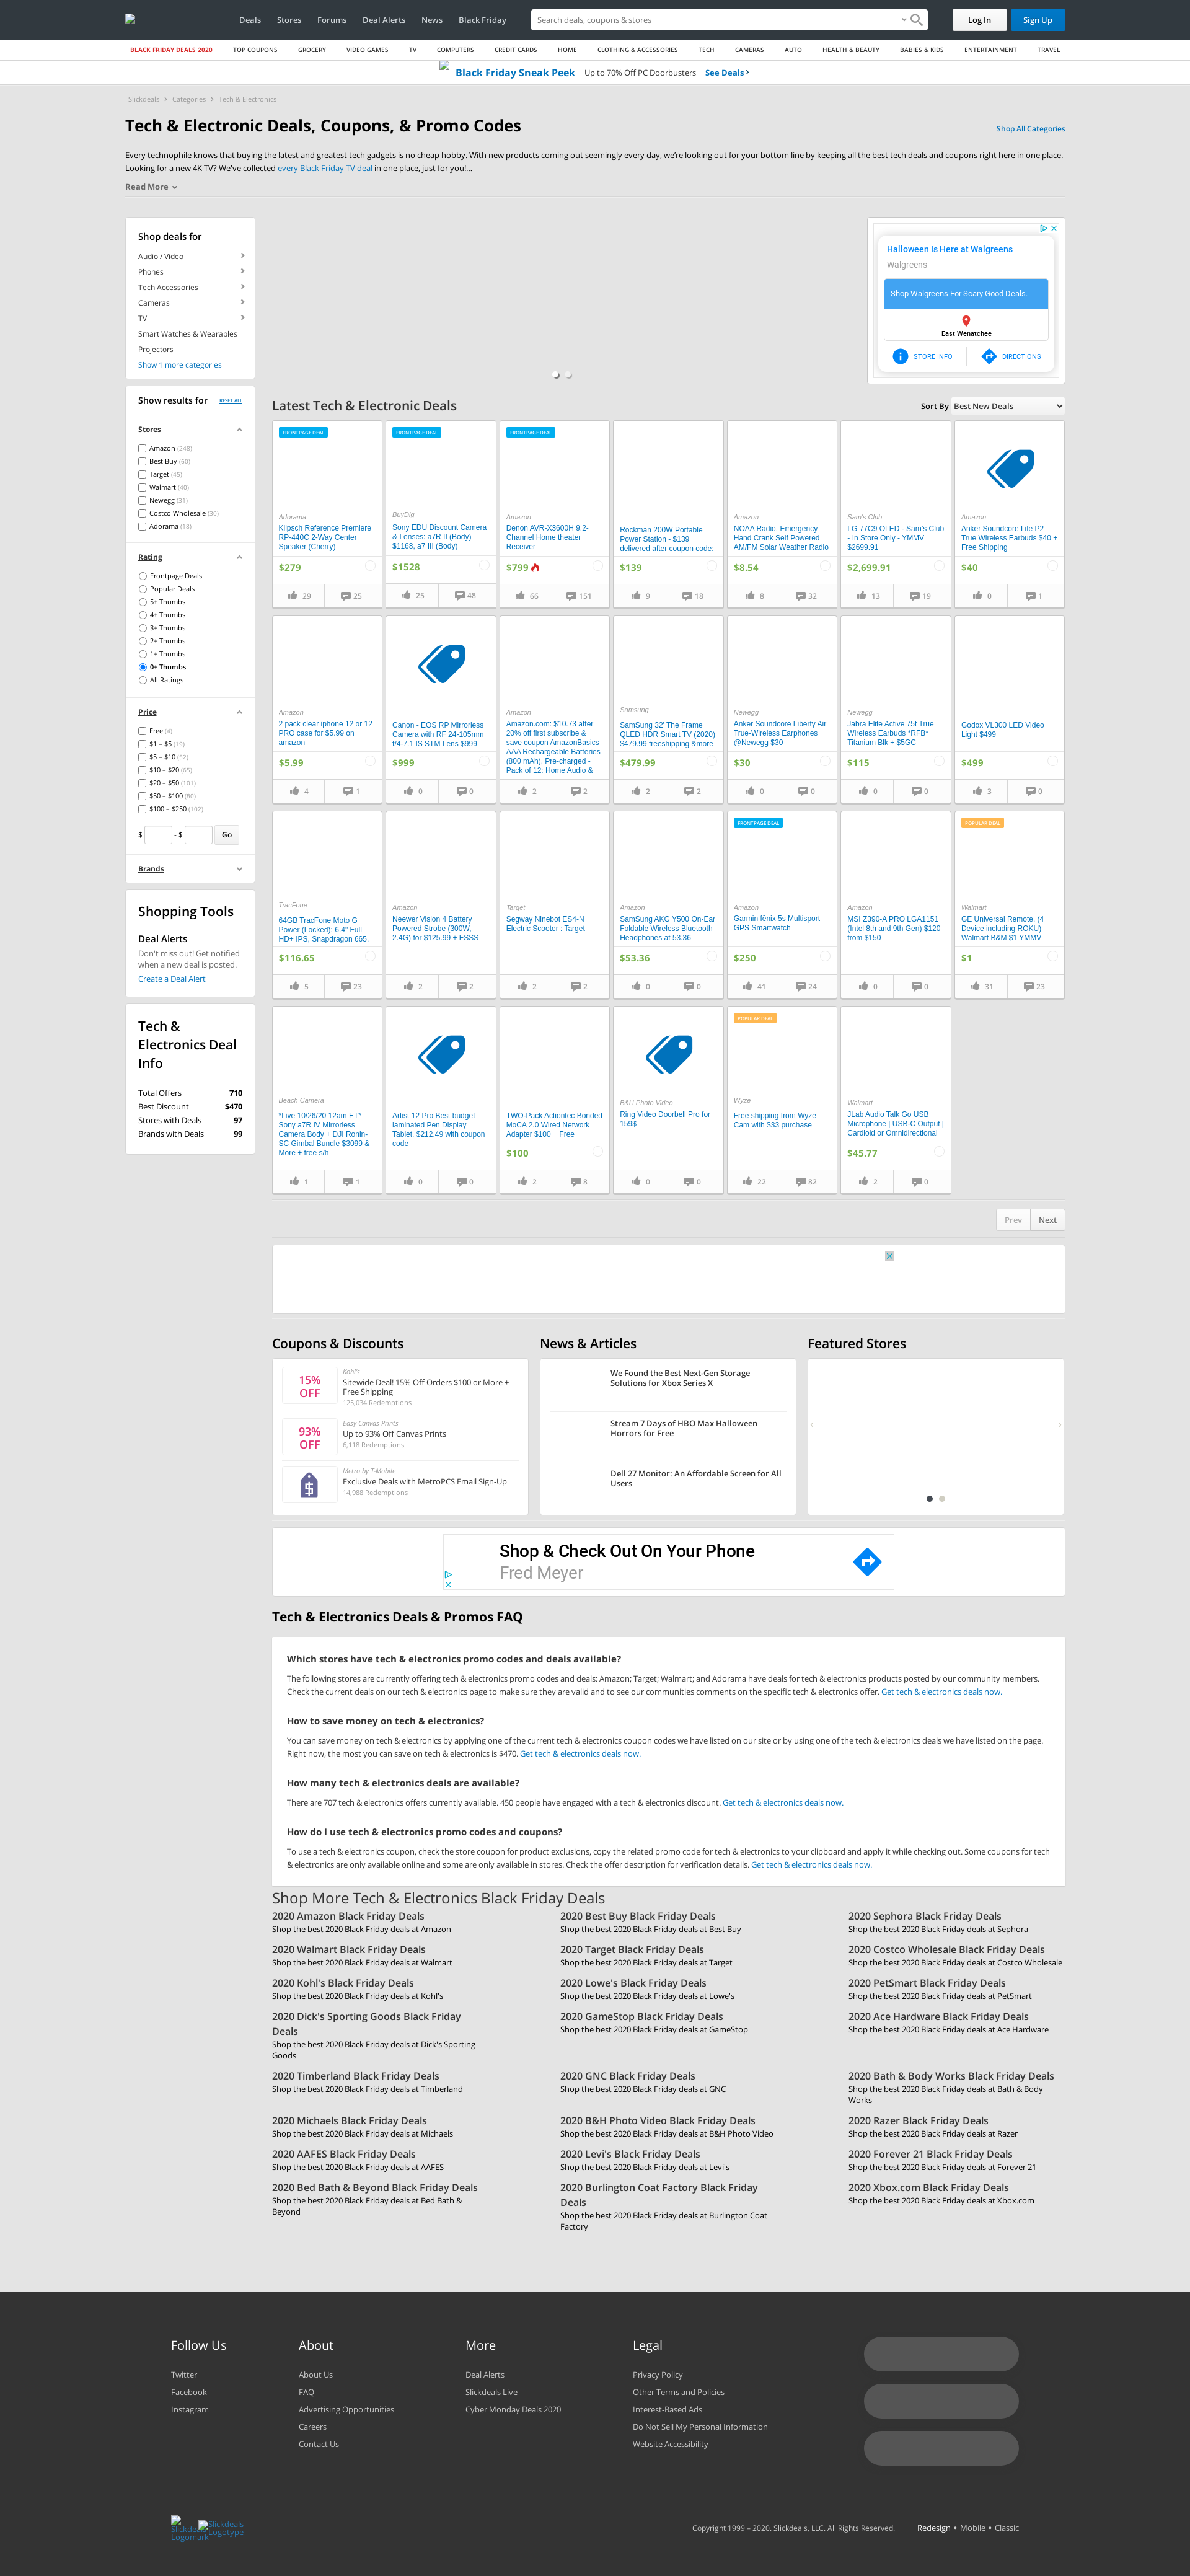 Deals Stores Forums Deal Alerts News Black Friday Search deals, coupons & stores Log In Sign Up
BLACK FRIDAY DEALS 2020 TOP COUPONS GROCERY VIDEO GAMES TV COMPUTERS CREDIT CARDS HOME CLOTHING & ACCESSORIES TECH CAMERAS AUTO HEALTH & BEAUTY BABIES & KIDS ENTERTAINMENT TRAVEL
Black Friday Sneak Peek Up to 70% Off PC Doorbusters See Deals
Slickdeals Categories Tech & Electronics
Tech & Electronic Deals, Coupons, & Promo Codes
Shop All Categories
Every technophile knows that buying the latest and greatest tech gadgets is no cheap hobby. With new products coming out seemingly every day, we're looking out for your bottom line by keeping all the best tech deals and coupons right here in one place.
Looking for a new 4K TV? We've collected every Black Friday TV deal in one place, just for you!...
Read More
Shop deals for
Audio / Video
Phones
Tech Accessories
Cameras
TV
Smart Watches & Wearables
Projectors
Show 1 more categories
Halloween Is Here at Walgreens
Walgreens
Shop Walgreens For Scary Good Deals.
East Wenatchee
STORE INFO DIRECTIONS
Show results for RESET ALL
Stores
Amazon (248)
Best Buy (60)
Target (45)
Walmart (40)
Newegg (31)
Costco Wholesale (30)
Adorama (18)
Rating
Frontpage Deals
Popular Deals
5+ Thumbs
4+ Thumbs
3+ Thumbs
2+ Thumbs
1+ Thumbs
0+ Thumbs
All Ratings
Price
Free (4)
$1 – $5 (19)
$5 – $10 (52)
$10 – $20 (65)
$20 – $50 (101)
$50 – $100 (80)
$100 – $250 (102)
$ - $ Go
Brands
Shopping Tools
Deal Alerts
Don't miss out! Get notified
when a new deal is posted.
Create a Deal Alert
Tech &
Electronics Deal
Info
Total Offers 710
Best Discount $470
Stores with Deals 97
Brands with Deals 99
Latest Tech & Electronic Deals
Sort By Best New Deals
FRONTPAGE DEAL
Adorama
Klipsch Reference Premiere
RP-440C 2-Way Center
Speaker (Cherry)
$279
29 25
FRONTPAGE DEAL
BuyDig
Sony EDU Discount Camera
& Lenses: a7R II (Body)
$1168, a7 III (Body)
$1528
25 48
FRONTPAGE DEAL
Amazon
Denon AVR-X3600H 9.2-
Channel Home theater
Receiver
$799
66 151
Rockman 200W Portable
Power Station - $139
delivered after coupon code:
$139
9 18
Amazon
NOAA Radio, Emergency
Hand Crank Self Powered
AM/FM Solar Weather Radio
$8.54
8 32
Sam's Club
LG 77C9 OLED - Sam's Club
- In Store Only - YMMV
$2699.91
$2,699.91
13 19
Amazon
Anker Soundcore Life P2
True Wireless Earbuds $40 +
Free Shipping
$40
0 1
Amazon
2 pack clear iphone 12 or 12
PRO case for $5.99 on
amazon
$5.99
4 1
Canon - EOS RP Mirrorless
Camera with RF 24-105mm
f/4-7.1 IS STM Lens $999
$999
0 0
Amazon
Amazon.com: $10.73 after
20% off first subscribe &
save coupon AmazonBasics
AAA Rechargeable Batteries
(800 mAh), Pre-charged -
Pack of 12: Home Audio &
2 2
Samsung
SamSung 32' The Frame
QLED HDR Smart TV (2020)
$479.99 freeshipping &more
$479.99
2 2
Newegg
Anker Soundcore Liberty Air
True-Wireless Earphones
@Newegg $30
$30
0 0
Newegg
Jabra Elite Active 75t True
Wireless Earbuds *RFB*
Titanium Blk + $5GC
$115
0 0
Godox VL300 LED Video
Light $499
$499
3 0
TracFone
64GB TracFone Moto G
Power (Locked): 6.4" Full
HD+ IPS, Snapdragon 665.
$116.65
5 23
Amazon
Neewer Vision 4 Battery
Powered Strobe (300W,
2.4G) for $125.99 + FSSS
2 2
Target
Segway Ninebot ES4-N
Electric Scooter : Target
2 2
Amazon
SamSung AKG Y500 On-Ear
Foldable Wireless Bluetooth
Headphones at 53.36
$53.36
0 0
FRONTPAGE DEAL
Amazon
Garmin fēnix 5s Multisport
GPS Smartwatch
$250
41 24
Amazon
MSI Z390-A PRO LGA1151
(Intel 8th and 9th Gen) $120
from $150
0 0
POPULAR DEAL
Walmart
GE Universal Remote, (4
Device including ROKU)
Walmart B&M $1 YMMV
$1
31 23
Beach Camera
*Live 10/26/20 12am ET*
Sony a7R IV Mirrorless
Camera Body + DJI Ronin-
SC Gimbal Bundle $3099 &
More + free s/h
1 1
Artist 12 Pro Best budget
laminated Pen Display
Tablet, $212.49 with coupon
code
0 0
TWO-Pack Actiontec Bonded
MoCA 2.0 Wired Network
Adapter $100 + Free
$100
2 8
B&H Photo Video
Ring Video Doorbell Pro for
159$
0 0
POPULAR DEAL
Wyze
Free shipping from Wyze
Cam with $33 purchase
22 82
Walmart
JLab Audio Talk Go USB
Microphone | USB-C Output |
Cardioid or Omnidirectional
$45.77
2 0
Prev Next
Coupons & Discounts
15%
OFF
Kohl's
Sitewide Deal! 15% Off Orders $100 or More +
Free Shipping
125,034 Redemptions
93%
OFF
Easy Canvas Prints
Up to 93% Off Canvas Prints
6,118 Redemptions
Metro by T-Mobile
Exclusive Deals with MetroPCS Email Sign-Up
14,988 Redemptions
News & Articles
We Found the Best Next-Gen Storage
Solutions for Xbox Series X
Stream 7 Days of HBO Max Halloween
Horrors for Free
Dell 27 Monitor: An Affordable Screen for All
Users
Featured Stores
Shop & Check Out On Your Phone
Fred Meyer
Tech & Electronics Deals & Promos FAQ
Which stores have tech & electronics promo codes and deals available?
The following stores are currently offering tech & electronics promo codes and deals: Amazon; Target; Walmart; and Adorama have deals for tech & electronics products posted by our community members.
Check the current deals on our tech & electronics page to make sure they are valid and to see our communities comments on the specific tech & electronics offer. Get tech & electronics deals now.
How to save money on tech & electronics?
You can save money on tech & electronics by applying one of the current tech & electronics coupon codes we have listed on our site or by using one of the tech & electronics deals we have listed on the page.
Right now, the most you can save on tech & electronics is $470. Get tech & electronics deals now.
How many tech & electronics deals are available?
There are 707 tech & electronics offers currently available. 450 people have engaged with a tech & electronics discount. Get tech & electronics deals now.
How do I use tech & electronics promo codes and coupons?
To use a tech & electronics coupon, check the store coupon for product exclusions, copy the related promo code for tech & electronics to your clipboard and apply it while checking out. Some coupons for tech
& electronics are only available online and some are only available in stores. Check the offer description for verification details. Get tech & electronics deals now.
Shop More Tech & Electronics Black Friday Deals
2020 Amazon Black Friday Deals
Shop the best 2020 Black Friday deals at Amazon
2020 Best Buy Black Friday Deals
Shop the best 2020 Black Friday deals at Best Buy
2020 Sephora Black Friday Deals
Shop the best 2020 Black Friday deals at Sephora
2020 Walmart Black Friday Deals
Shop the best 2020 Black Friday deals at Walmart
2020 Target Black Friday Deals
Shop the best 2020 Black Friday deals at Target
2020 Costco Wholesale Black Friday Deals
Shop the best 2020 Black Friday deals at Costco Wholesale
2020 Kohl's Black Friday Deals
Shop the best 2020 Black Friday deals at Kohl's
2020 Lowe's Black Friday Deals
Shop the best 2020 Black Friday deals at Lowe's
2020 PetSmart Black Friday Deals
Shop the best 2020 Black Friday deals at PetSmart
2020 Dick's Sporting Goods Black Friday
Deals
Shop the best 2020 Black Friday deals at Dick's Sporting
Goods
2020 GameStop Black Friday Deals
Shop the best 2020 Black Friday deals at GameStop
2020 Ace Hardware Black Friday Deals
Shop the best 2020 Black Friday deals at Ace Hardware
2020 Timberland Black Friday Deals
Shop the best 2020 Black Friday deals at Timberland
2020 GNC Black Friday Deals
Shop the best 2020 Black Friday deals at GNC
2020 Bath & Body Works Black Friday Deals
Shop the best 2020 Black Friday deals at Bath & Body
Works
2020 Michaels Black Friday Deals
Shop the best 2020 Black Friday deals at Michaels
2020 B&H Photo Video Black Friday Deals
Shop the best 2020 Black Friday deals at B&H Photo Video
2020 Razer Black Friday Deals
Shop the best 2020 Black Friday deals at Razer
2020 AAFES Black Friday Deals
Shop the best 2020 Black Friday deals at AAFES
2020 Levi's Black Friday Deals
Shop the best 2020 Black Friday deals at Levi's
2020 Forever 21 Black Friday Deals
Shop the best 2020 Black Friday deals at Forever 21
2020 Bed Bath & Beyond Black Friday Deals
Shop the best 2020 Black Friday deals at Bed Bath &
Beyond
2020 Burlington Coat Factory Black Friday
Deals
Shop the best 2020 Black Friday deals at Burlington Coat
Factory
2020 Xbox.com Black Friday Deals
Shop the best 2020 Black Friday deals at Xbox.com
Follow Us
Twitter
Facebook
Instagram
About
About Us
FAQ
Advertising Opportunities
Careers
Contact Us
More
Deal Alerts
Slickdeals Live
Cyber Monday Deals 2020
Legal
Privacy Policy
Other Terms and Policies
Interest-Based Ads
Do Not Sell My Personal Information
Website Accessibility
Logomark
Slickdeals
Logotype
Copyright 1999 – 2020. Slickdeals, LLC. All Rights Reserved. Redesign • Mobile • Classic